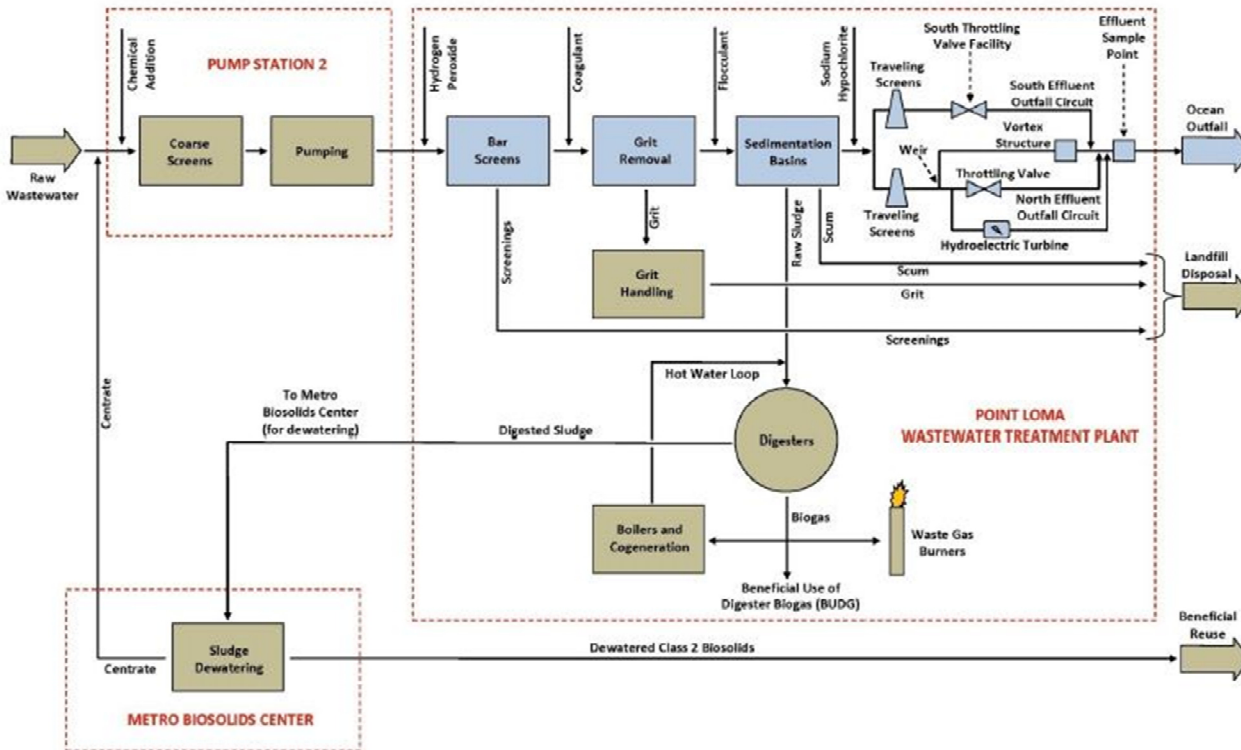 PUMP STATION 2
Chemical
Addition
Coarse
Screens
Pumping
Raw
Wastewater
Hydrogen
Peroxide
Coagulant
Flocculant
Sodium
Hypochlorite
Bar
Screens
Grit
Removal
Sedimentation
Basins
South Throttling
Valve Facility
Effluent
Sample
Point
Traveling
Screens
South Effluent
Outfall Circuit
Vortex
Structure
Weir
Throttling Valve
North Effluent
Outfall Circuit
Traveling
Screens
Hydroelectric Turbine
Ocean
Outfall
Screenings
Grit
Raw Sludge
Scum
Grit
Handling
Scum
Grit
Screenings
Landfill
Disposal
Hot Water Loop
Centrate
To Metro
Biosolids Center
(for dewatering)
Digested Sludge
Digesters
POINT LOMA
WASTEWATER TREATMENT PLANT
Biogas
Boilers and
Cogeneration
Waste Gas
Burners
Beneficial Use of
Digester Biogas (BUDG)
Sludge
Dewatering
Centrate
Dewatered Class 2 Biosolids
Beneficial
Reuse
METRO BIOSOLIDS CENTER